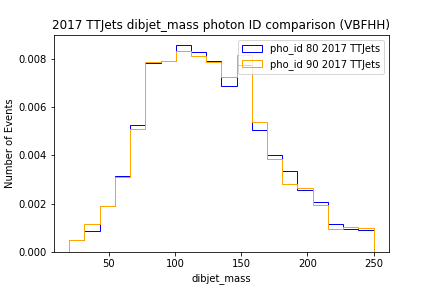 2017 TTJets dibjet_mass photon ID comparison (VBFHH)
pho_id 80 2017 TTJets
pho_id 90 2017 TTJets
Number of Events
0.008
0.006
0.004
0.002
0.000
50 100 150 200 250
dibjet_mass